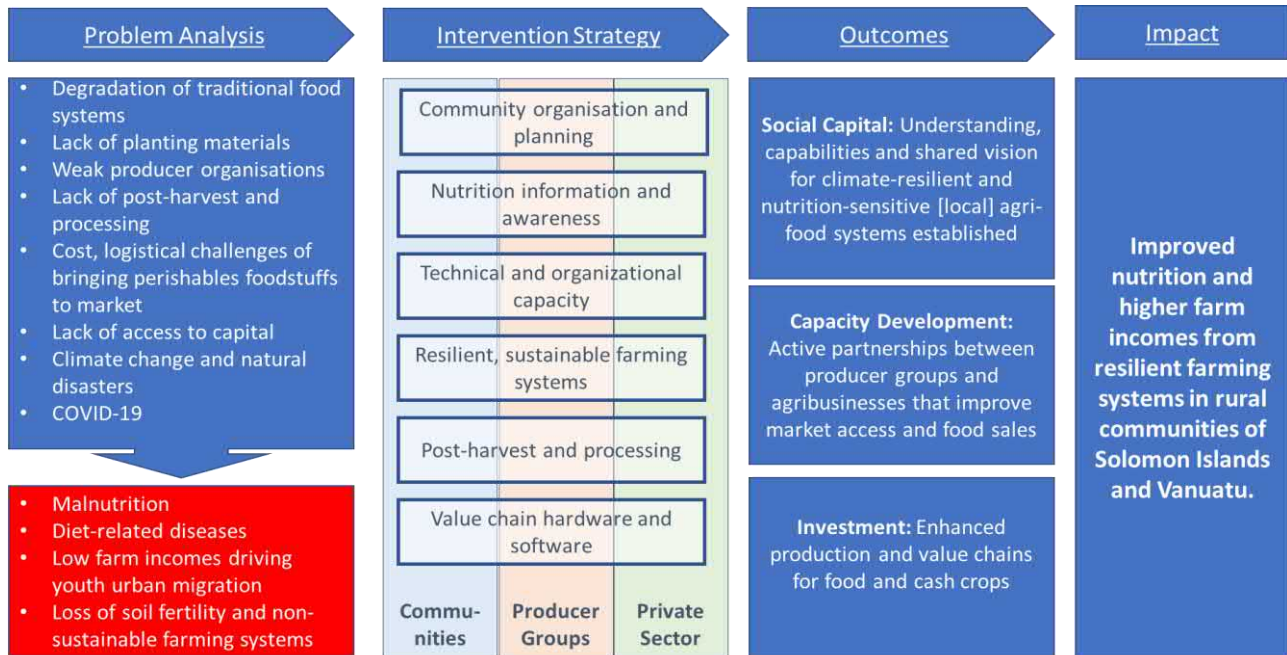 Problem Analysis
• Degradation of traditional food
systems
• Lack of planting materials
• Weak producer organisations
• Lack of post-harvest and
processing
• Cost, logistical challenges of
bringing perishables foodstuffs
to market
• Lack of access to capital
• Climate change and natural
disasters
• COVID-19
• Malnutrition
• Diet-related diseases
• Low farm incomes driving
youth urban migration
• Loss of soil fertility and non-
sustainable farming systems
Intervention Strategy
Community organisation and
planning
Nutrition information and
awareness
Technical and organizational
capacity
Resilient, sustainable farming
systems
Post-harvest and processing
Value chain hardware and
software
Commu-
nities
Producer
Groups
Private
Sector
Outcomes
Social Capital: Understanding,
capabilities and shared vision
for climate-resilient and
nutrition-sensitive [local] agri-
food systems established
Capacity Development:
Active partnerships between
producer groups and
agribusinesses that improve
market access and food sales
Investment: Enhanced
production and value chains
for food and cash crops
Impact
Improved
nutrition and
higher farm
incomes from
resilient farming
systems in rural
communities of
Solomon Islands
and Vanuatu.